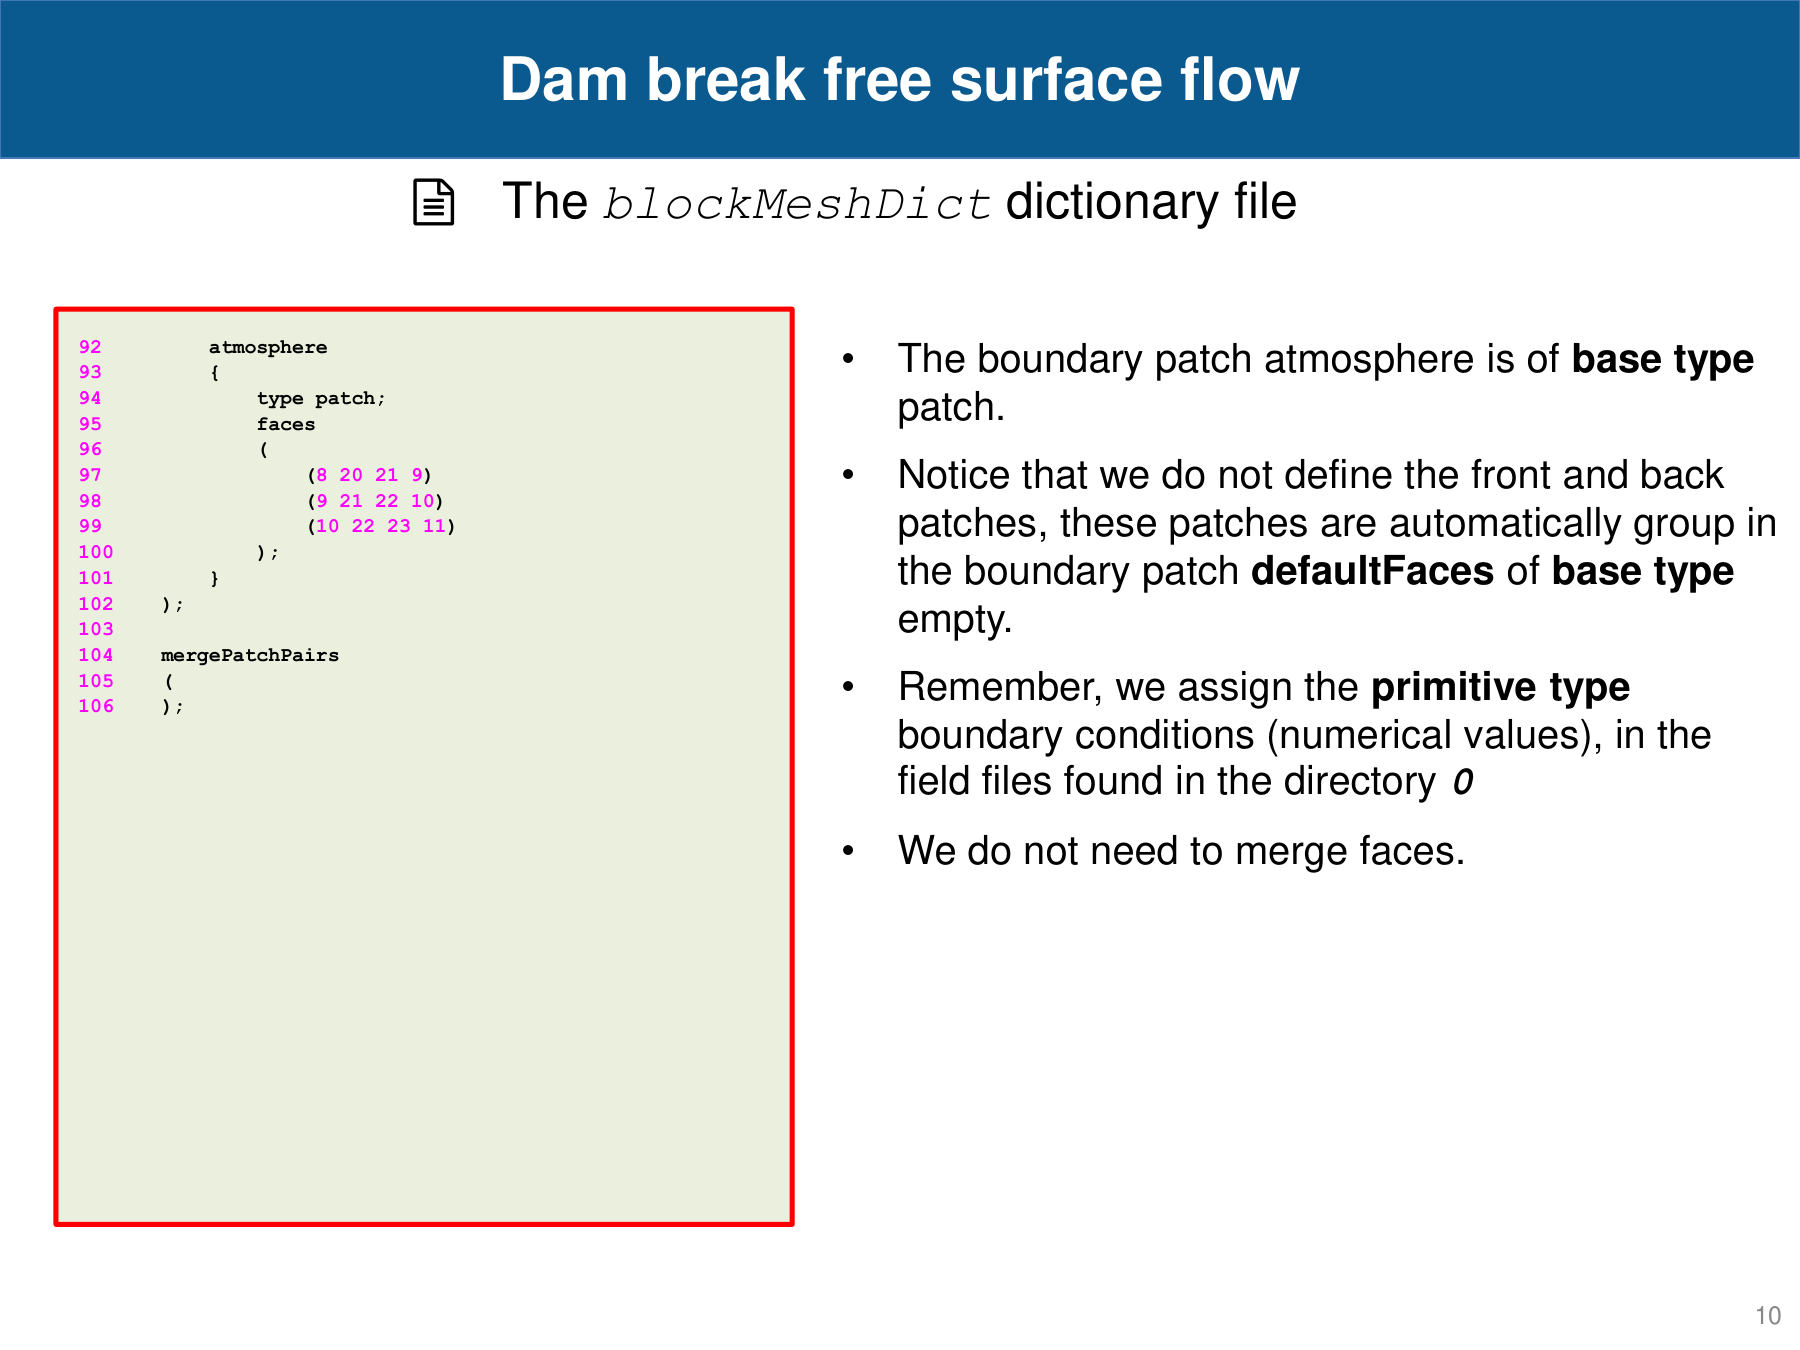 Dam break free surface flow
The blockMeshDict dictionary file
92        atmosphere
93        {
94            type patch;
95            faces
96            (
97                (8 20 21 9)
98                (9 21 22 10)
99                (10 22 23 11)
100            );
101        }
102    );
103
104    mergePatchPairs
105    (
106    );
• The boundary patch atmosphere is of base type
patch.
• Notice that we do not define the front and back
patches, these patches are automatically group in
the boundary patch defaultFaces of base type
empty.
• Remember, we assign the primitive type
boundary conditions (numerical values), in the
field files found in the directory 0
• We do not need to merge faces.
10